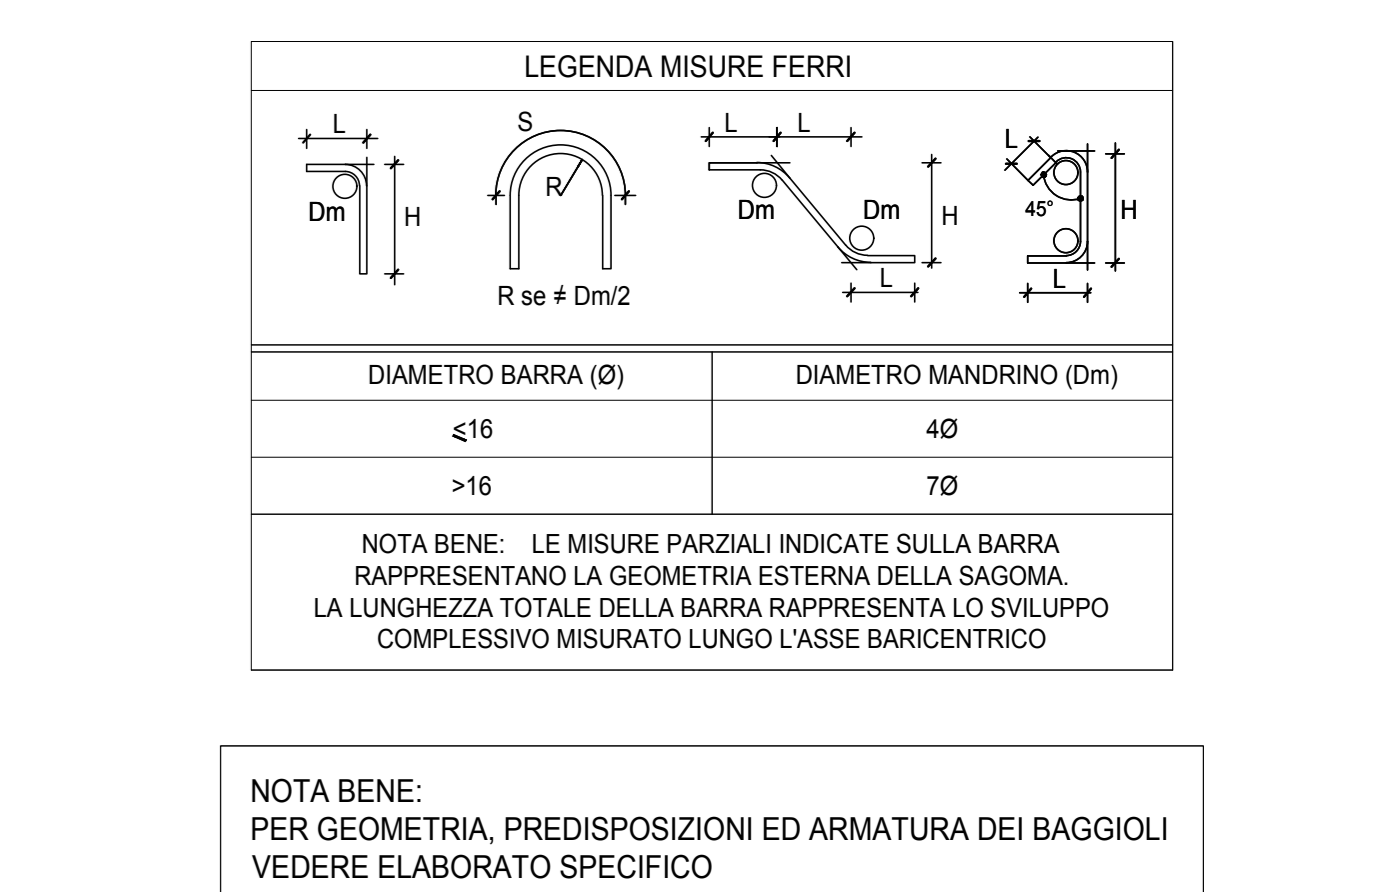 LEGENDA MISURE FERRI
L
Dm
H
S
R
R se ≠ Dm/2
L L
Dm
Dm
H
L
L
45°
H
L
DIAMETRO BARRA (Ø) DIAMETRO MANDRINO (Dm)
≤16 4Ø
>16 7Ø
NOTA BENE: LE MISURE PARZIALI INDICATE SULLA BARRA
RAPPRESENTANO LA GEOMETRIA ESTERNA DELLA SAGOMA.
LA LUNGHEZZA TOTALE DELLA BARRA RAPPRESENTA LO SVILUPPO
COMPLESSIVO MISURATO LUNGO L'ASSE BARICENTRICO
NOTA BENE:
PER GEOMETRIA, PREDISPOSIZIONI ED ARMATURA DEI BAGGIOLI
VEDERE ELABORATO SPECIFICO